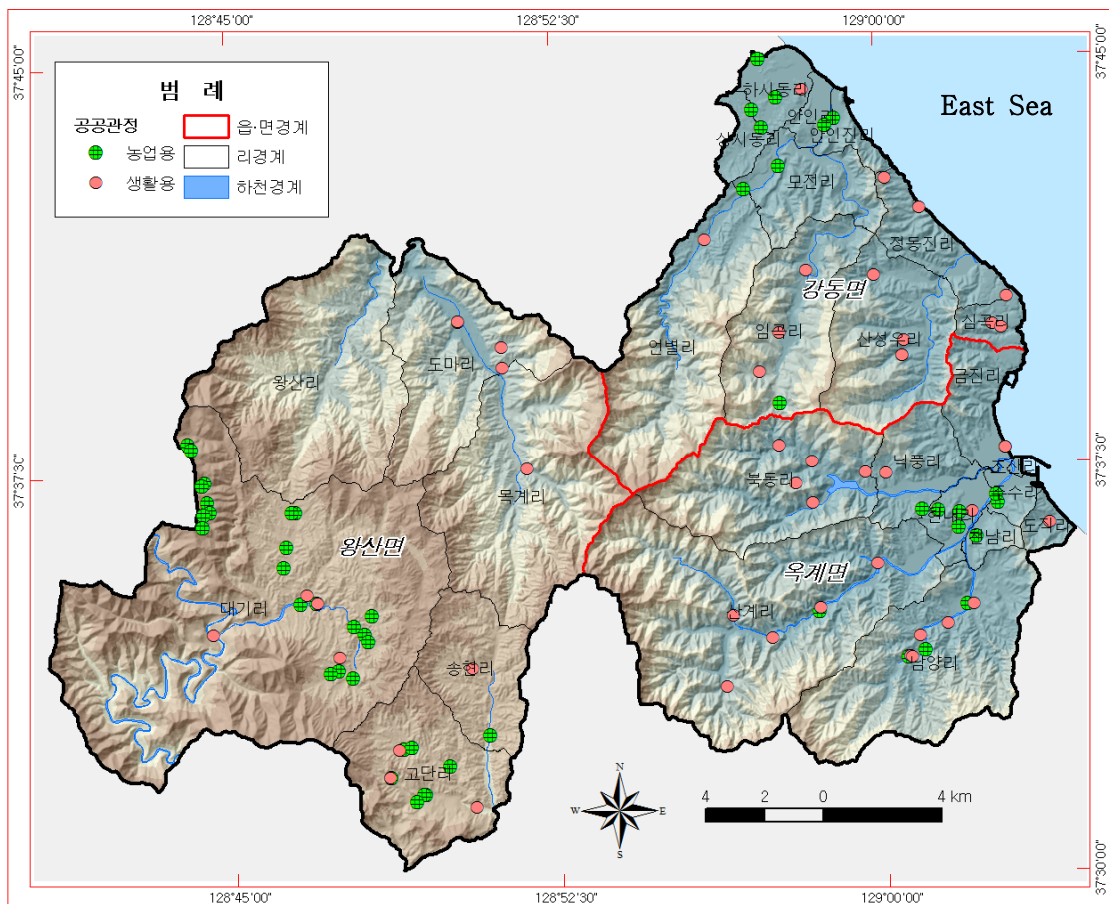 128°45'00"
128°52'30"
129°00'00"
37°45'00"
37°45'00"
범 례
공공관정
농업용
생활용
읍·면경계
리경계
하천경계
East Sea
하시동리
안인리
상시동리
안인진리
모전리
정동진리
강동면
심곡리
임곡리
산성우리
언별리
금진리
도마리
왕산리
37°37'30"
37°37'30"
낙풍리
북동리
목계리
도직리
천남리
왕산면
옥계면
대기리
산계리
송현리
남양리
고단리
N
W
E
S
4
2
0
4 km
37°30'00"
128°45'00"
128°52'30"
129°00'00"